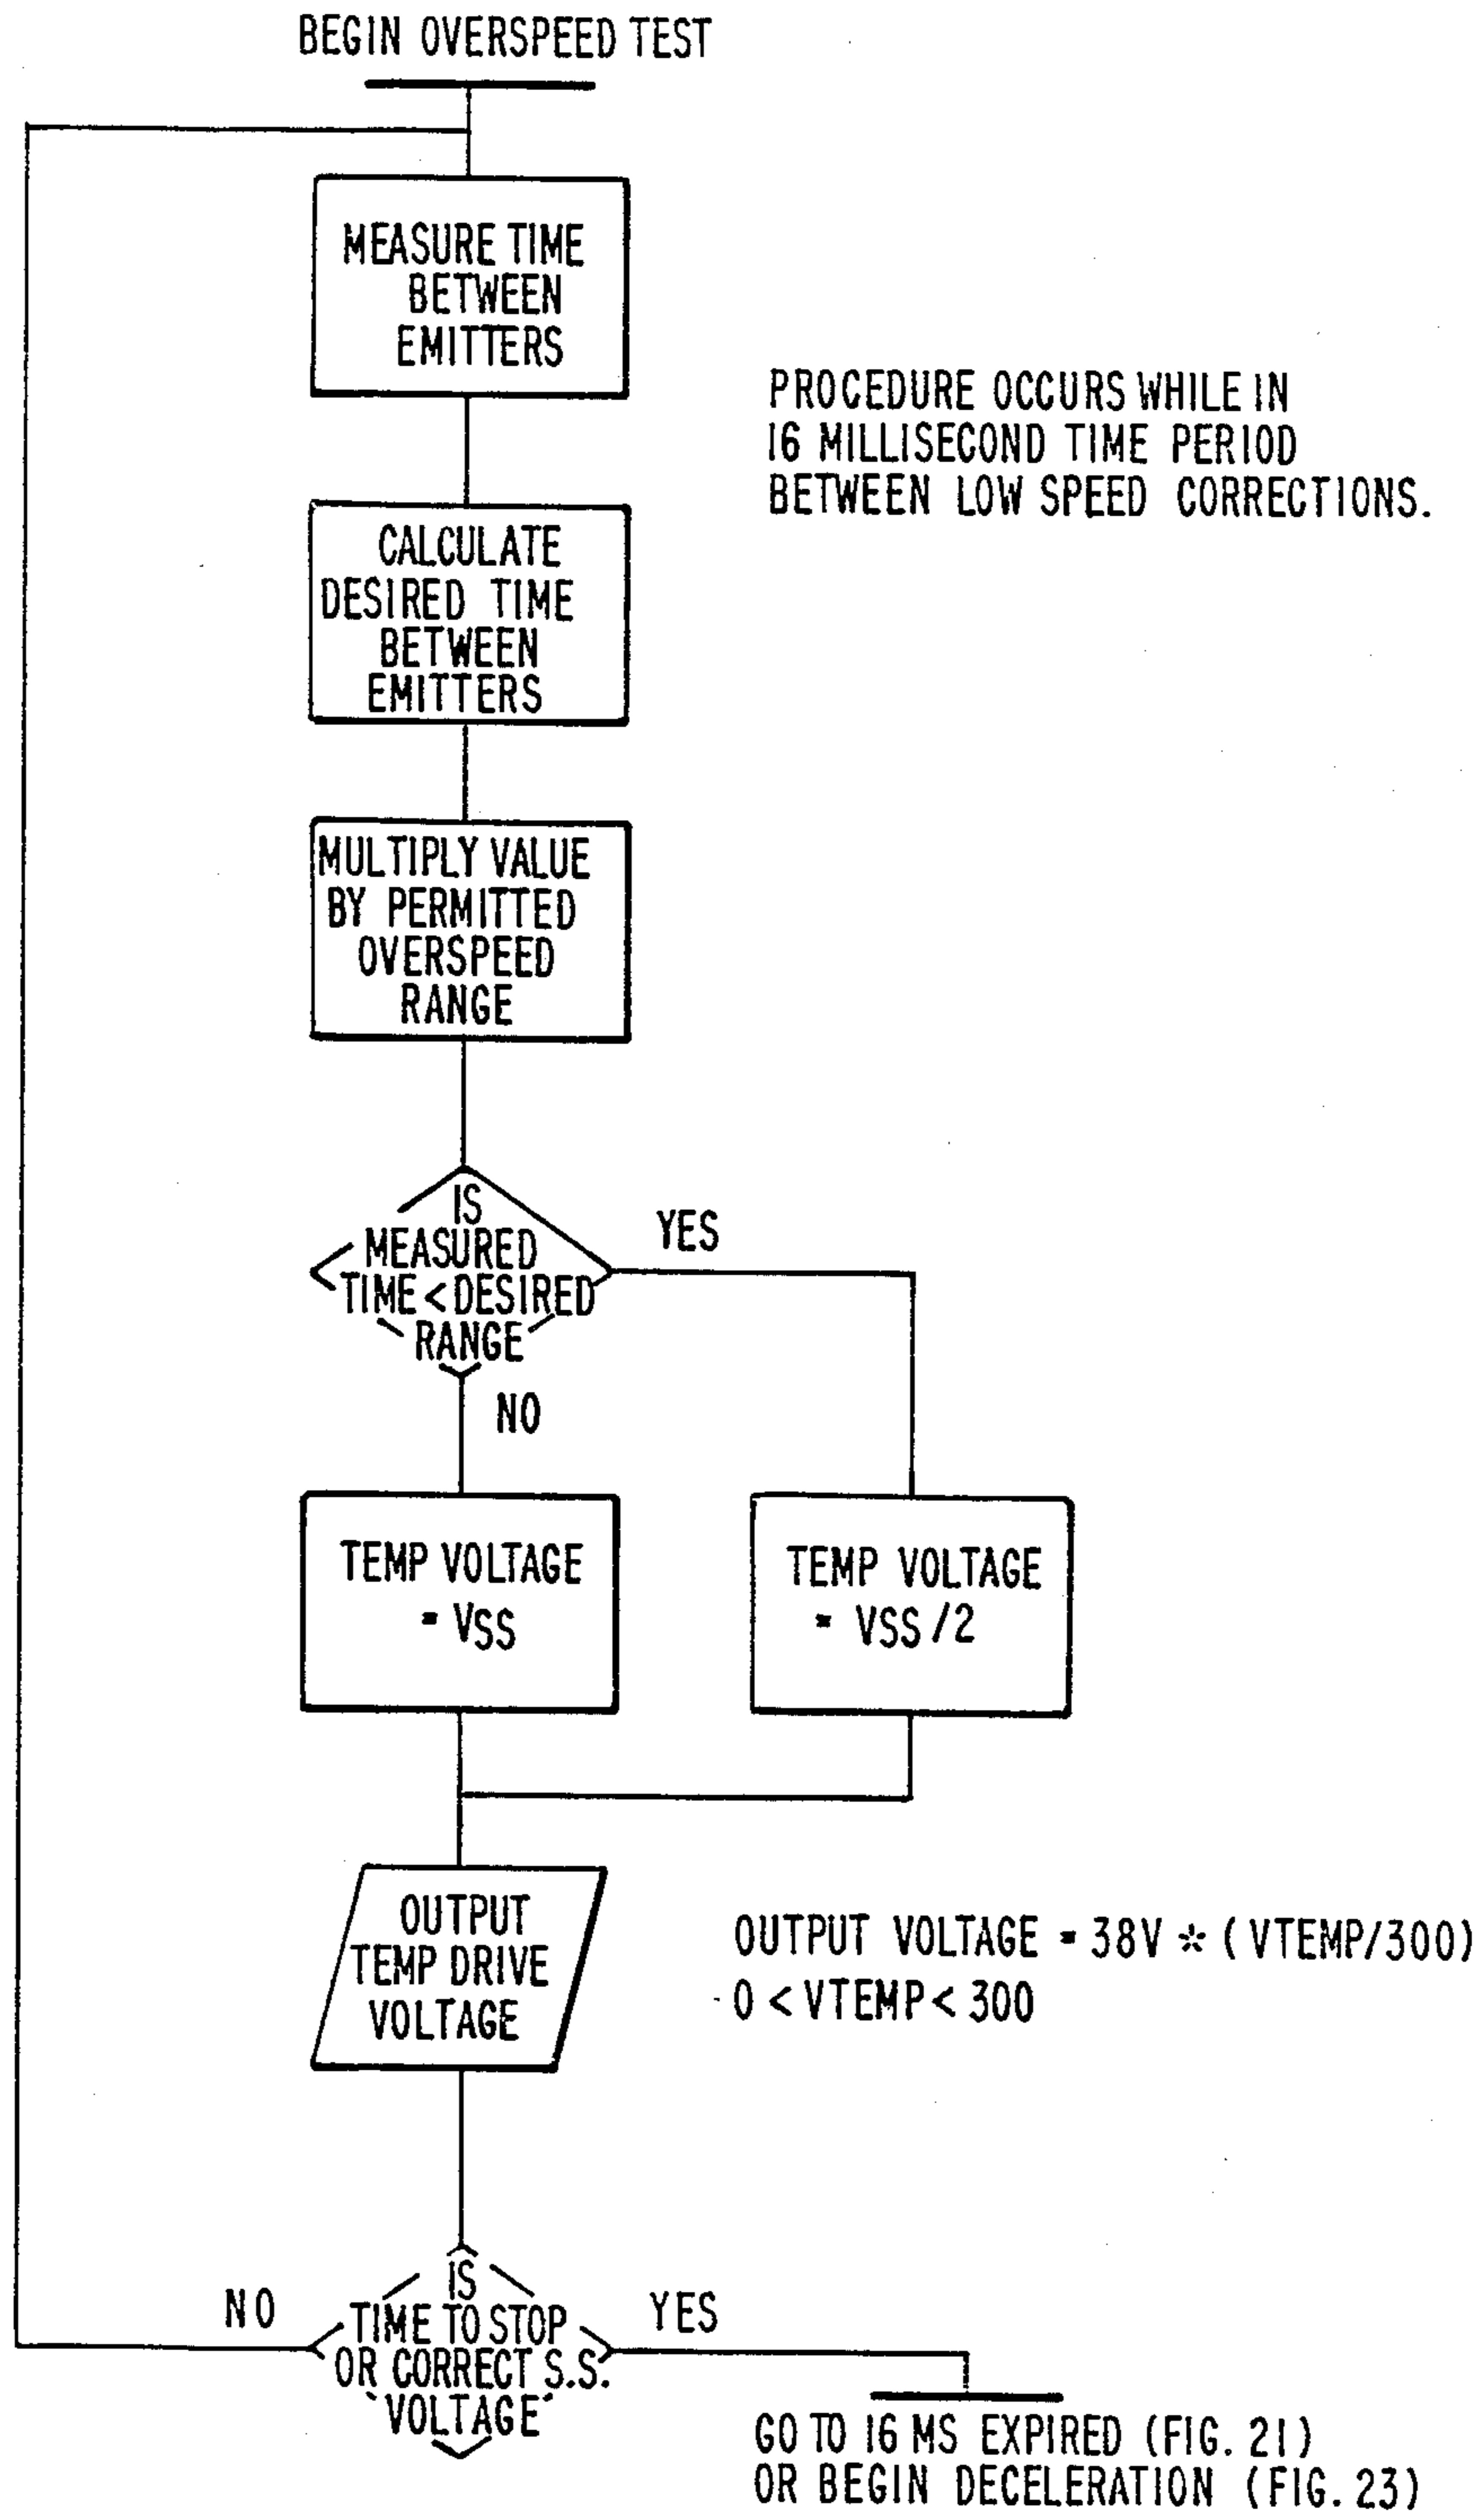 BEGIN OVERSPEED TEST
MEASURE TIME
BETWEEN
EMITTERS
PROCEDURE OCCURS WHILE IN
16 MILLISECOND TIME PERIOD
BETWEEN LOW SPEED CORRECTIONS.
CALCULATE
DESIRED TIME
BETWEEN
EMITTERS
MULTIPLY VALUE
BY PERMITTED
OVERSPEED
RANGE
IS
MEASURED
TIME < DESIRED
RANGE
YES
NO
TEMP VOLTAGE
= VSS
TEMP VOLTAGE
= VSS/2
OUTPUT
TEMP DRIVE
VOLTAGE
OUTPUT VOLTAGE = 38V * (VTEMP/300)
0 < VTEMP < 300
NO
IS
TIME TO STOP
OR CORRECT S.S.
VOLTAGE
YES
GO TO 16 MS EXPIRED (FIG. 21)
OR BEGIN DECELERATION (FIG. 23)